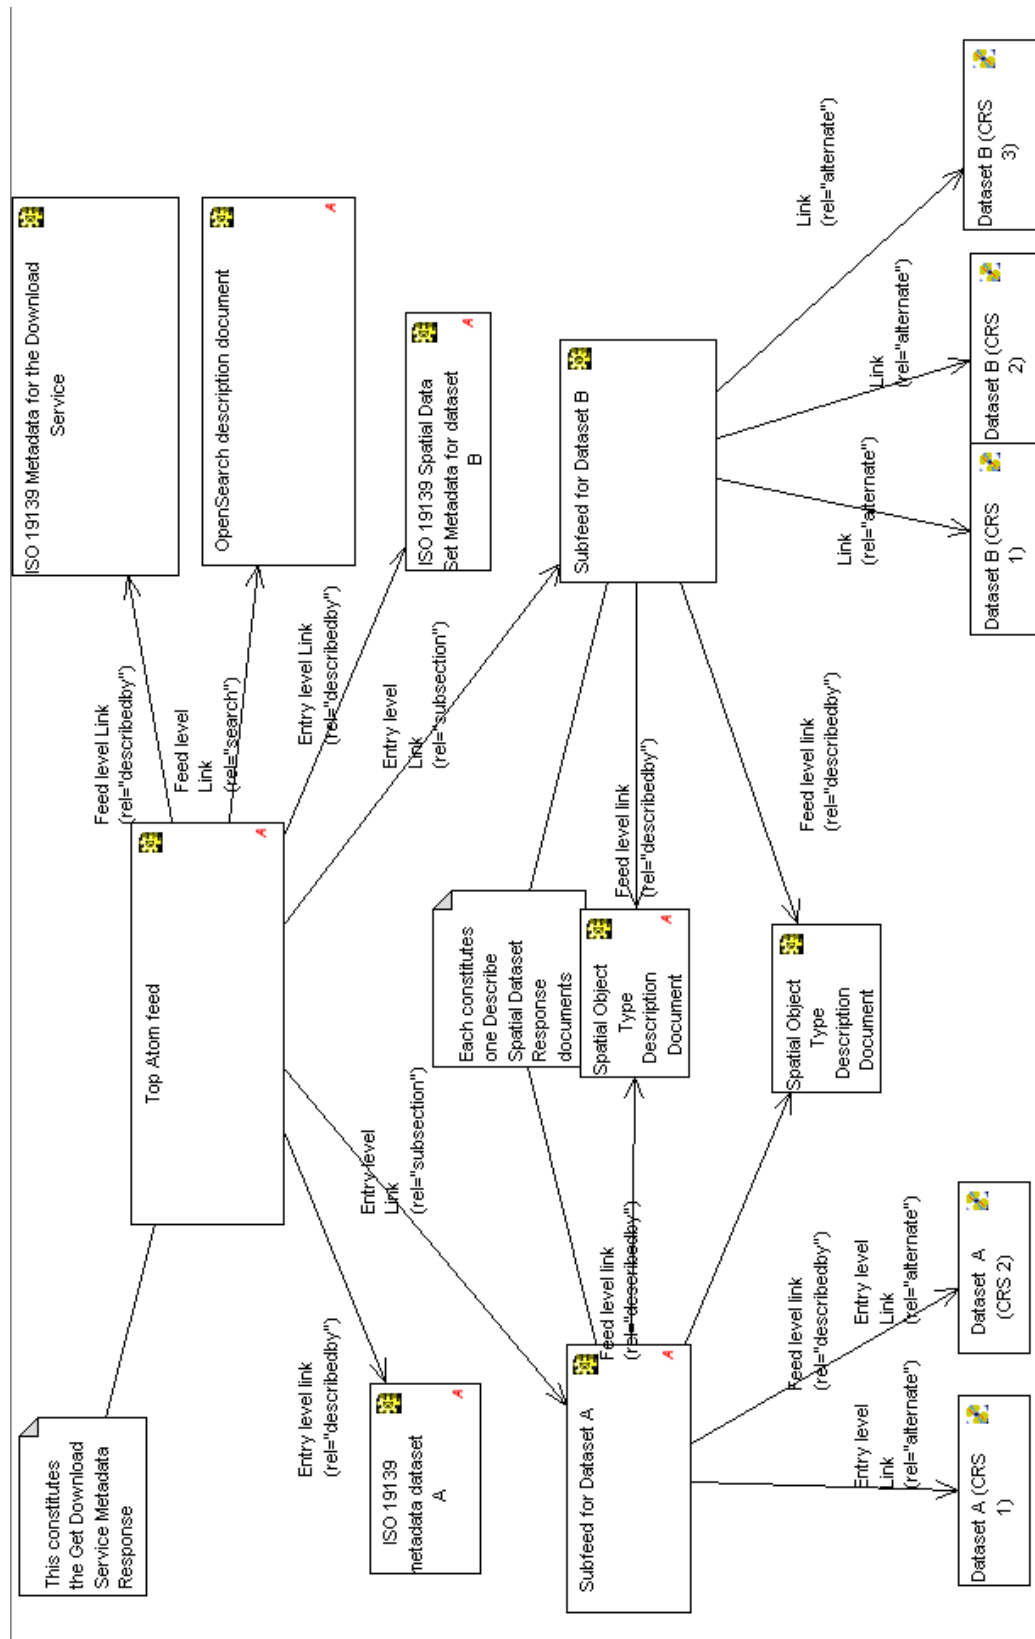 This constitutes
the Get Download
Service Metadata
Response
Top Atom feed
A
ISO 19139 Metadata for the Download
Service
OpenSearch description document
A
Feed level Link
(rel="describedby")
Feed level
Link
(rel="search")
Entry level Link
(rel="describedby")
Entry level
Link
(rel="subsection")
ISO 19139 Spatial Data
Set Metadata for dataset
B
A
Entry level link
(rel="describedby")
ISO 19139
metadata dataset
A
A
Entry level
Link
(rel="subsection")
Each constitutes
one Describe
Spatial Dataset
Response
documents
Subfeed for Dataset A
A
Subfeed for Dataset B
Feed level link
(rel="describedby")
Spatial Object
Type
Description
Document
A
Feed level link
(rel="describedby")
Feed level link
(rel="describedby")
Spatial Object
Type
Description
Document
Feed level link
(rel="describedby")
Entry level
Link
(rel="alternate")
Entry level
Link
(rel="alternate")
Link
(rel="alternate")
Link
(rel="alternate")
Link
(rel="alternate")
Dataset A (CRS
1)
Dataset A
(CRS 2)
Dataset B (CRS
1)
Dataset B (CRS
2)
Dataset B (CRS
3)